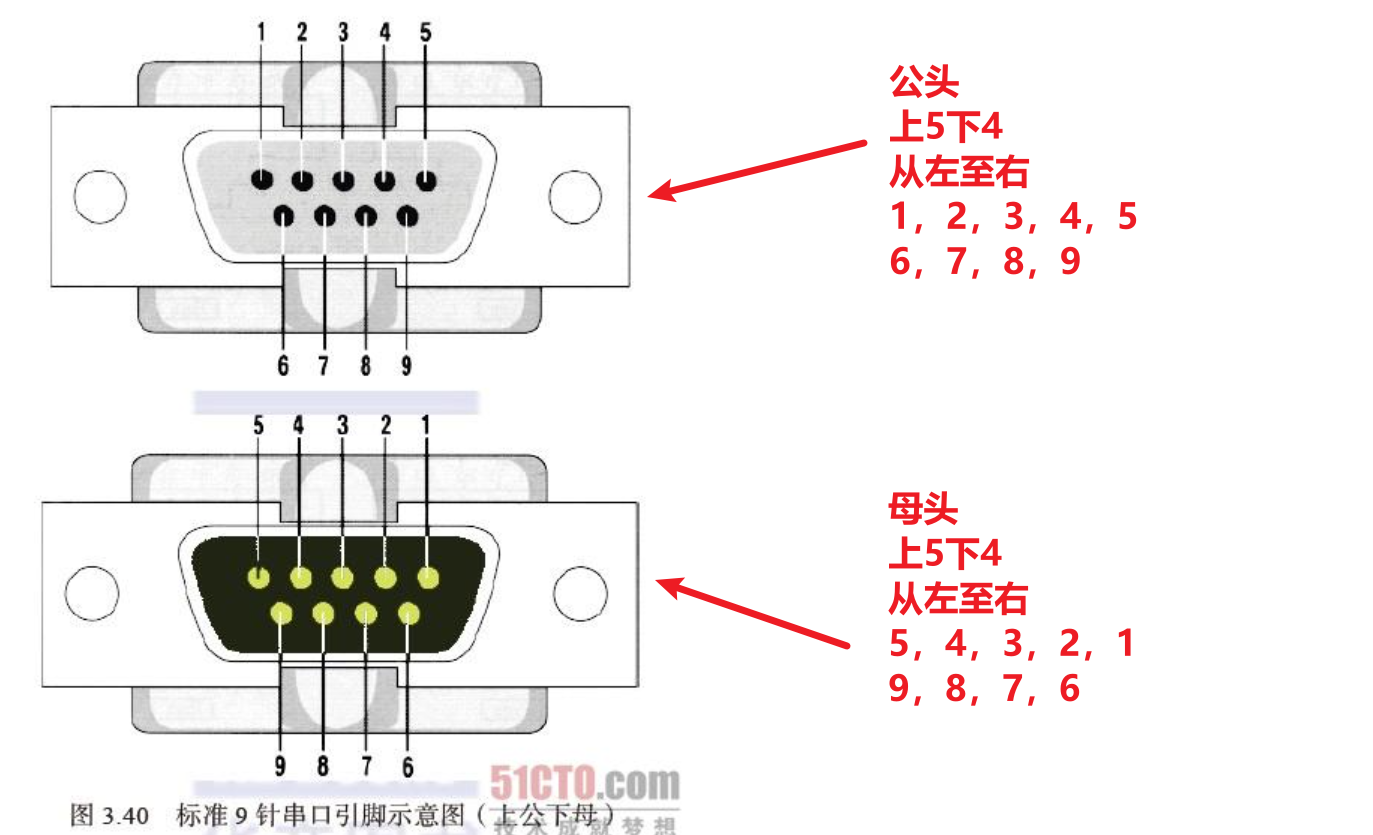 1 2 3 4 5
公头
上5下4
从左至右
1，2，3，4，5
6，7，8，9
6 7 8 9
5 4 3 2 1
母头
上5下4
从左至右
5，4，3，2，1
9，8，7，6
9 8 7 6
51CTO.com
图 3.40 标准 9 针串口引脚示意图（上公下母）
技术成就梦想